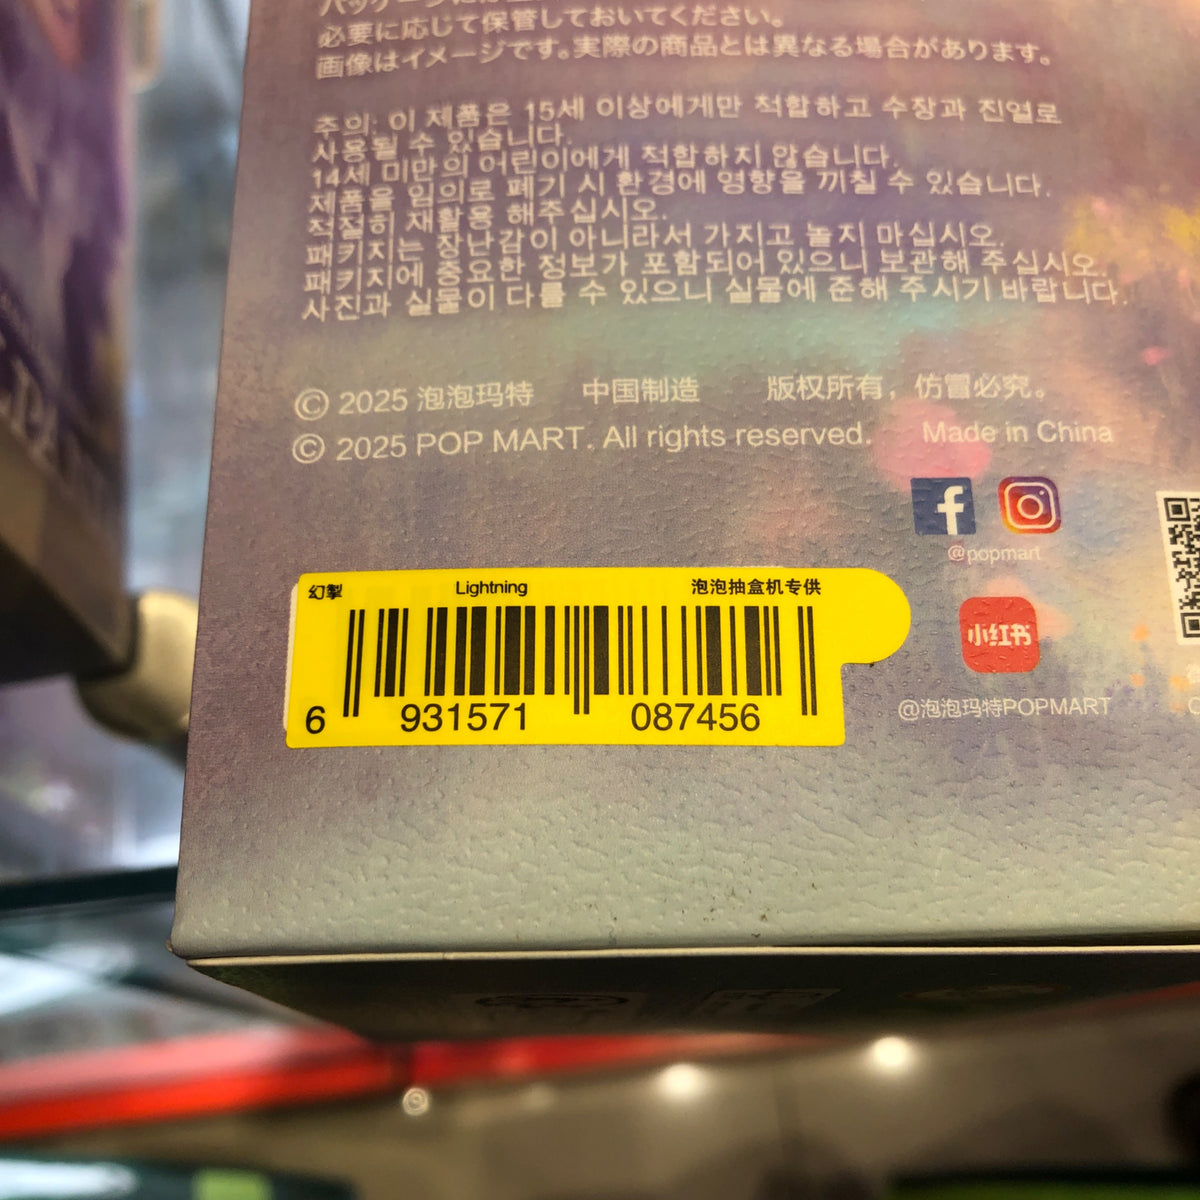 必要に応じて保管しておいてください。
画像はイメージです。実際の商品とは異なる場合があります。
추의: 이 제품은 15세 이상에게만 적합하고 수장과 진열로
사용될 수 있습니다.
14세 미만의 어린이에게 적합하지 않습니다.
제품을 임의로 폐기 시 환경에 영향을 끼칠 수 있습니다.
적절히 재활용 해주십시오.
패키지는 장난감이 아니라서 가지고 놀지 마십시오.
패키지에 중요한 정보가 포함되어 있으니 보관해 주십시오.
사진과 실물이 다를 수 있으니 실물에 준해 주시기 바랍니다.
© 2025 泡泡玛特 中国制造 版权所有，仿冒必究。
© 2025 POP MART. All rights reserved. Made in China
@popmart
小红书
@泡泡玛特POPMART
Lightning 泡泡抽盒机专供
6 931571 087456